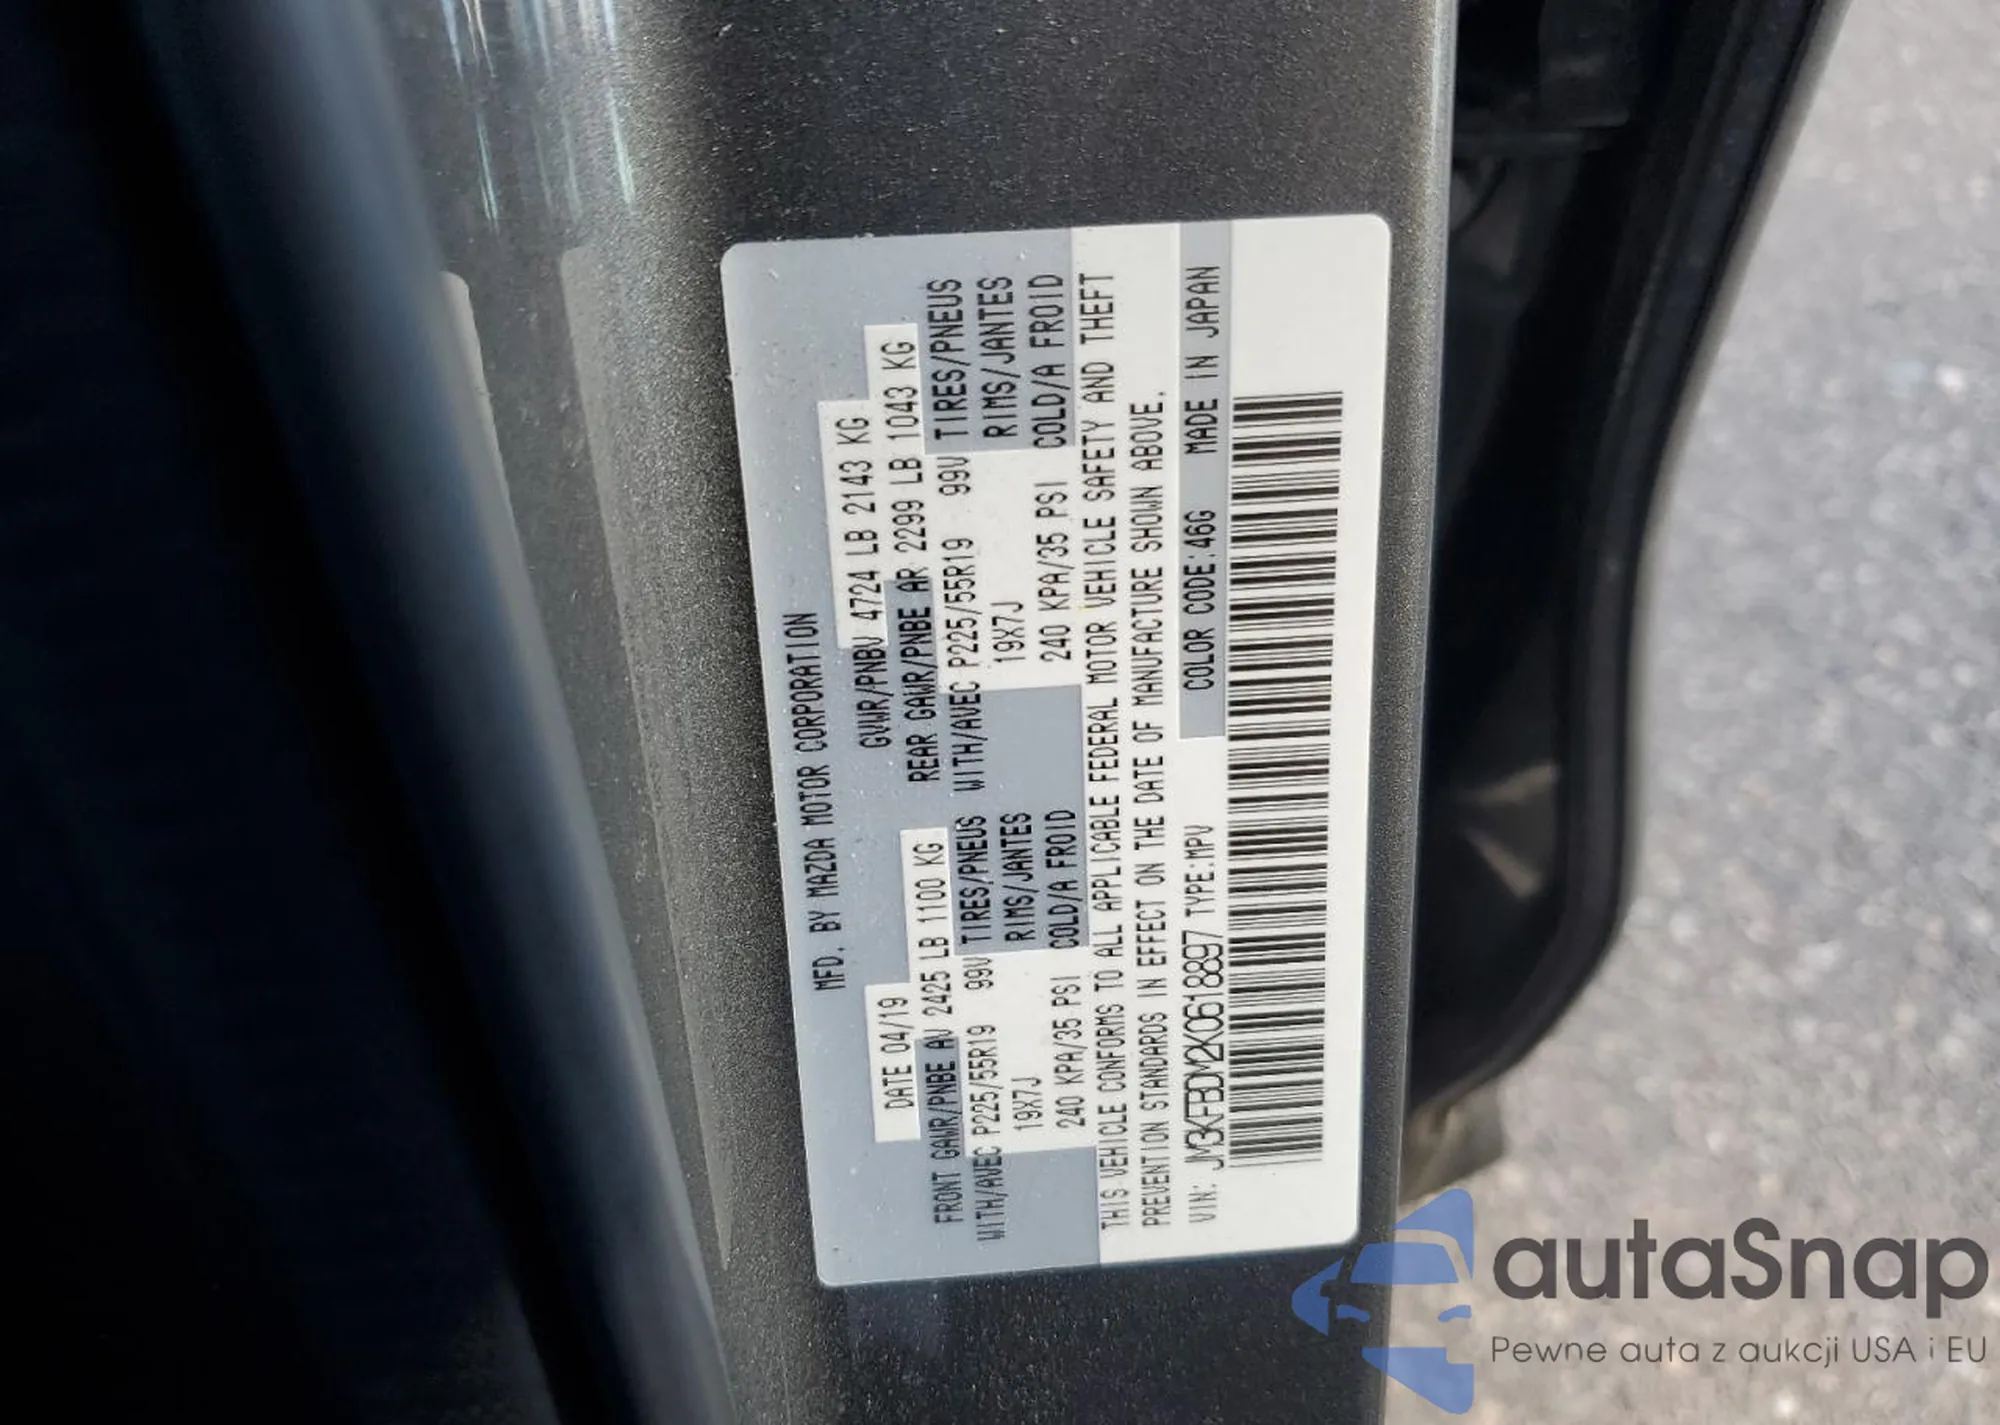 MFD. BY MAZDA MOTOR CORPORATION
DATE 04/19 GVWR/PNBV 4724 LB 2143 KG
FRONT GAWR/PNBE AV 2425 LB 1100 KG REAR GAWR/PNBE AR 2299 LB 1043 KG
WITH/AVEC P225/55R19 99V TIRES/PNEUS WITH/AVEC P225/55R19 99V TIRES/PNEUS
19X7J RIMS/JANTES 19X7J RIMS/JANTES
240 KPA/35 PSI COLD/A FROID 240 KPA/35 PSI COLD/A FROID
THIS VEHICLE CONFORMS TO ALL APPLICABLE FEDERAL MOTOR VEHICLE SAFETY AND THEFT
PREVENTION STANDARDS IN EFFECT ON THE DATE OF MANUFACTURE SHOWN ABOVE.
VIN: JM3KFBDM2K0618897 TYPE:MPV COLOR CODE:46G MADE IN JAPAN
autaSnap
Pewne auta z aukcji USA i EU